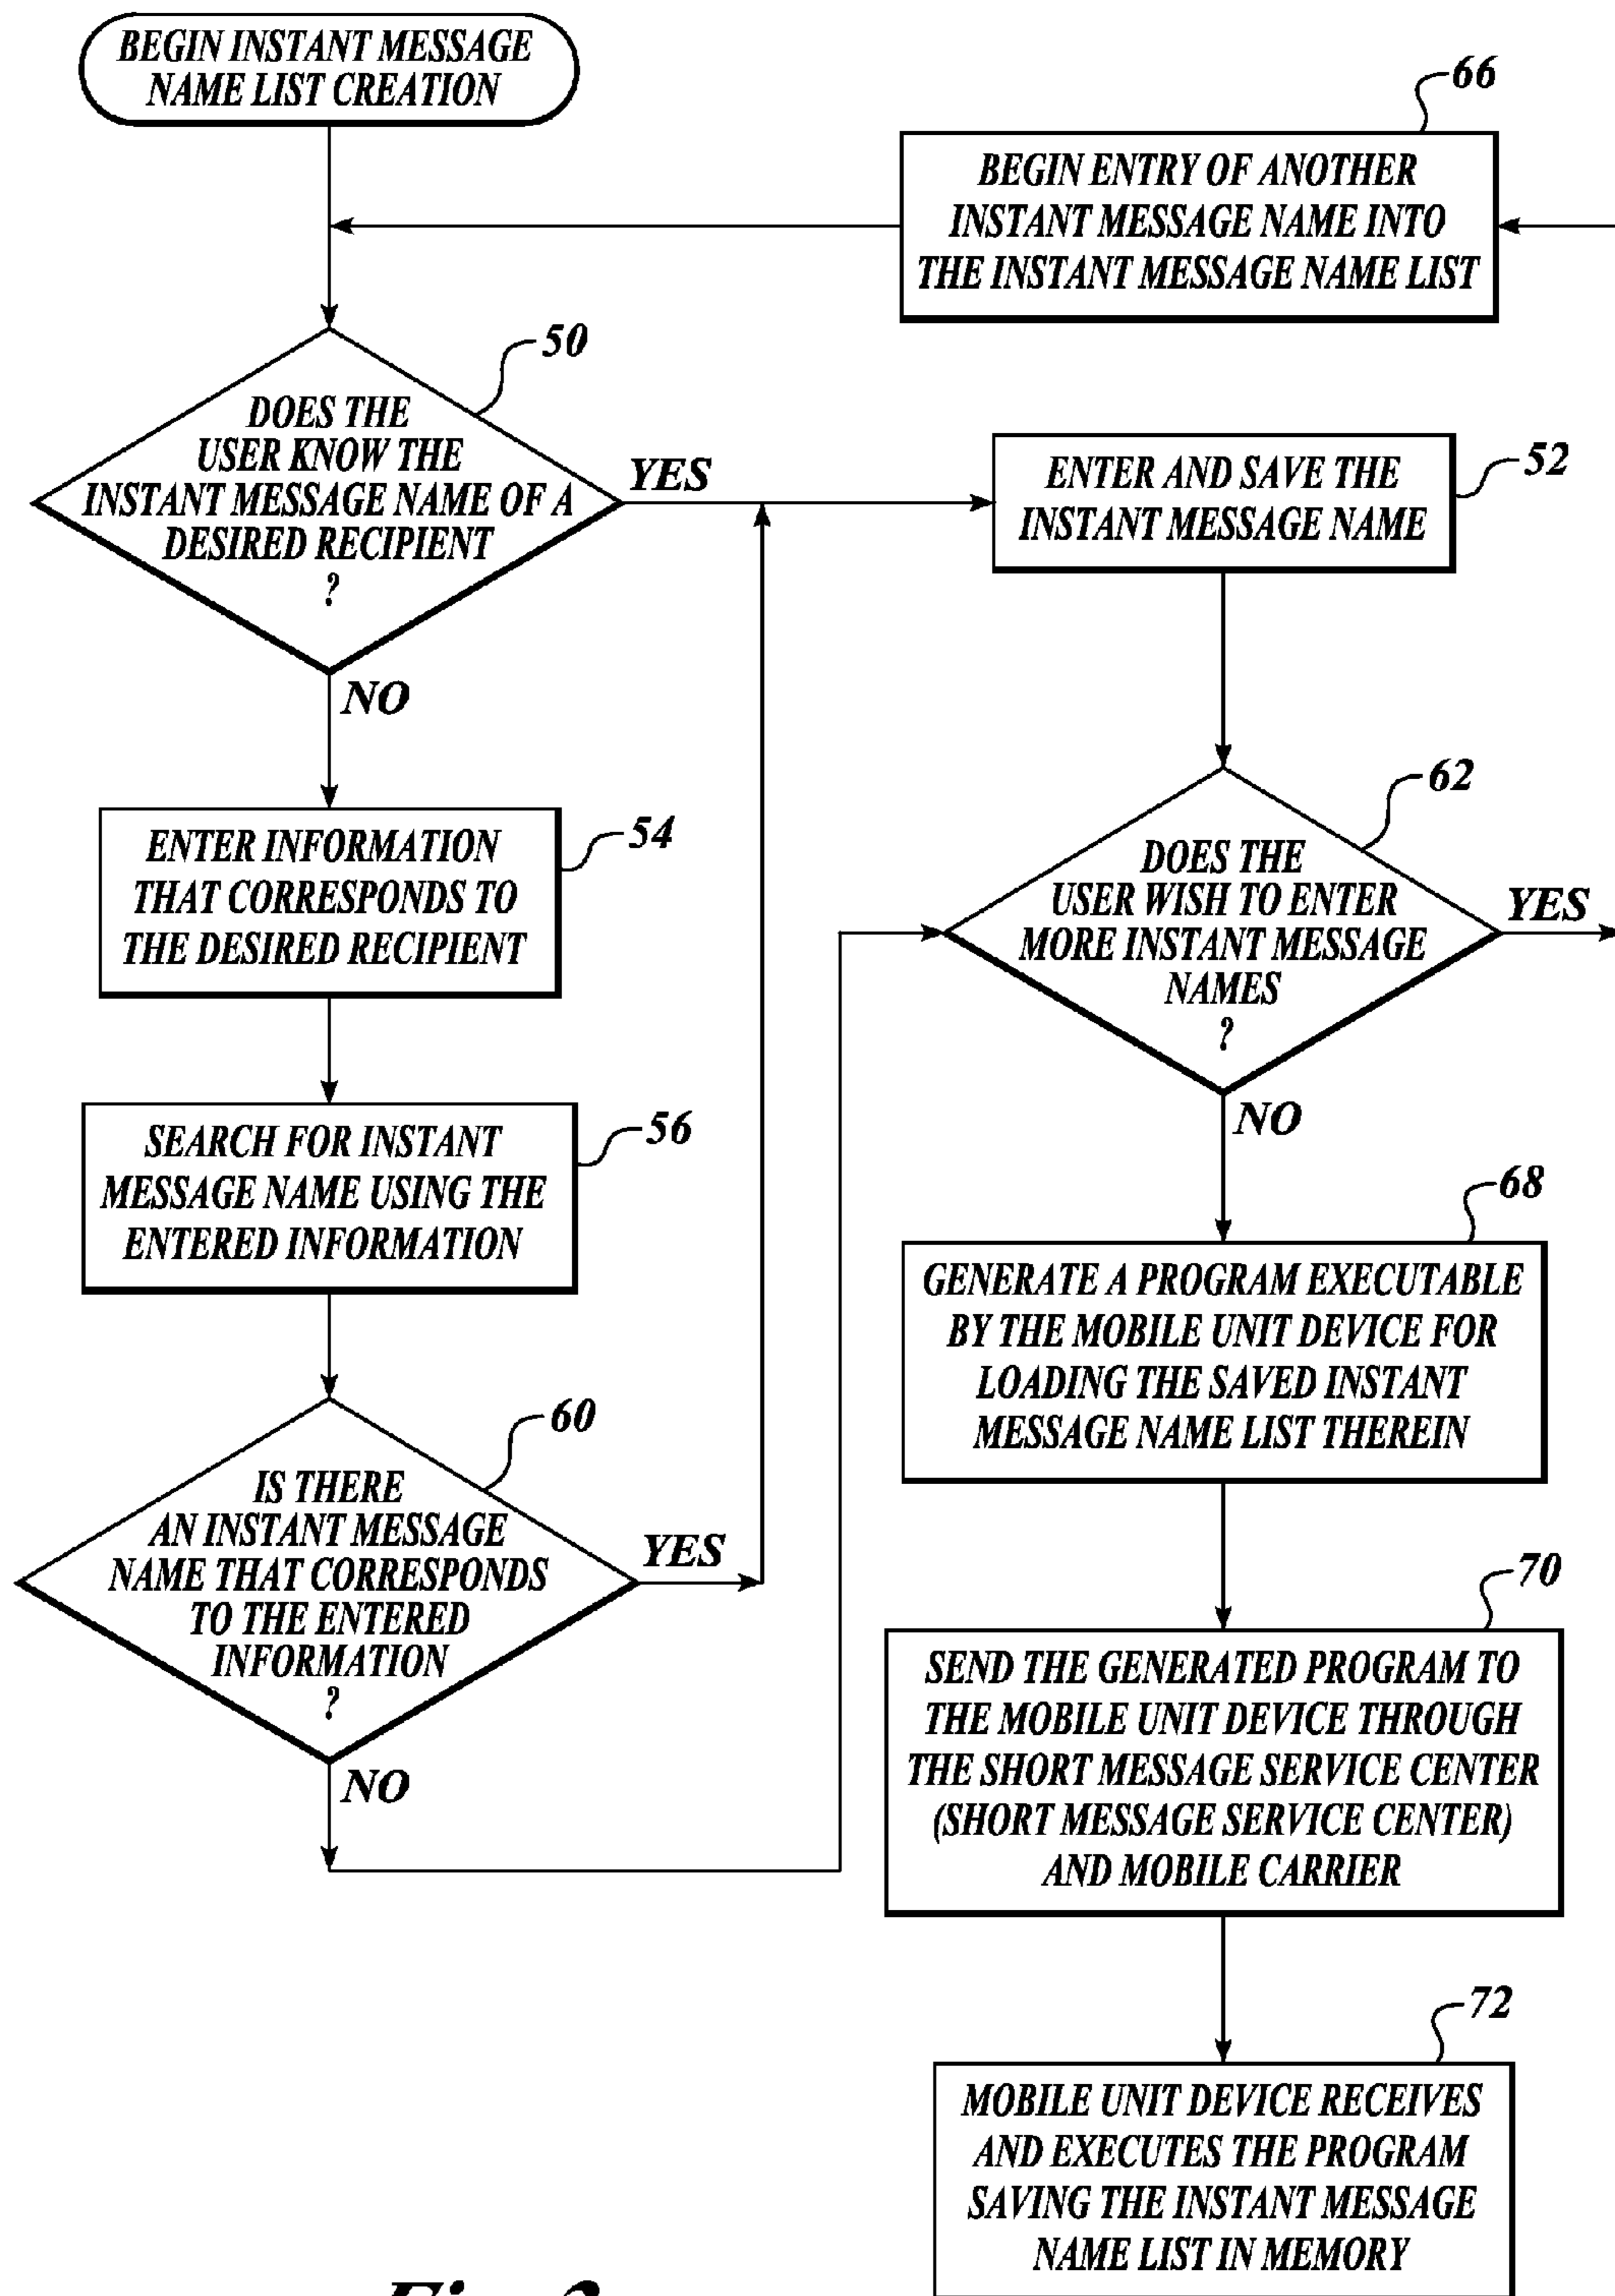 BEGIN INSTANT MESSAGE
NAME LIST CREATION
66
BEGIN ENTRY OF ANOTHER
INSTANT MESSAGE NAME INTO
THE INSTANT MESSAGE NAME LIST
50
DOES THE
USER KNOW THE
INSTANT MESSAGE NAME OF A
DESIRED RECIPIENT
?
YES
NO
52
ENTER AND SAVE THE
INSTANT MESSAGE NAME
54
ENTER INFORMATION
THAT CORRESPONDS TO
THE DESIRED RECIPIENT
62
DOES THE
USER WISH TO ENTER
MORE INSTANT MESSAGE
NAMES
?
YES
NO
56
SEARCH FOR INSTANT
MESSAGE NAME USING THE
ENTERED INFORMATION
68
GENERATE A PROGRAM EXECUTABLE
BY THE MOBILE UNIT DEVICE FOR
LOADING THE SAVED INSTANT
MESSAGE NAME LIST THEREIN
60
IS THERE
AN INSTANT MESSAGE
NAME THAT CORRESPONDS
TO THE ENTERED
INFORMATION
?
YES
NO
70
SEND THE GENERATED PROGRAM TO
THE MOBILE UNIT DEVICE THROUGH
THE SHORT MESSAGE SERVICE CENTER
(SHORT MESSAGE SERVICE CENTER)
AND MOBILE CARRIER
72
MOBILE UNIT DEVICE RECEIVES
AND EXECUTES THE PROGRAM
SAVING THE INSTANT MESSAGE
NAME LIST IN MEMORY